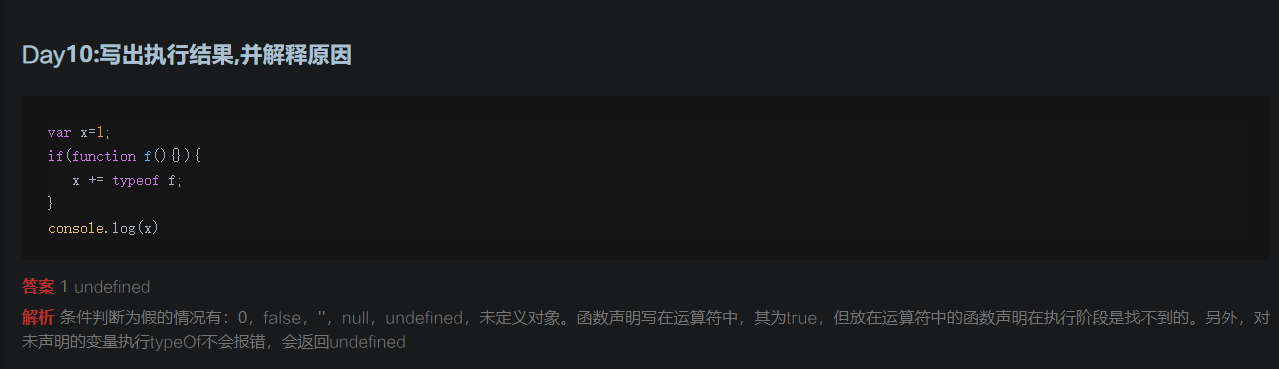 Day10:写出执行结果,并解释原因
var x=1;
if(function f(){}){
   x += typeof f;
}
console.log(x)
答案 1 undefined
解析 条件判断为假的情况有：0，false，''，null，undefined，未定义对象。函数声明写在运算符中，其为true，但放在运算符中的函数声明在执行阶段是找不到的。另外，对
未声明的变量执行typeOf不会报错，会返回undefined